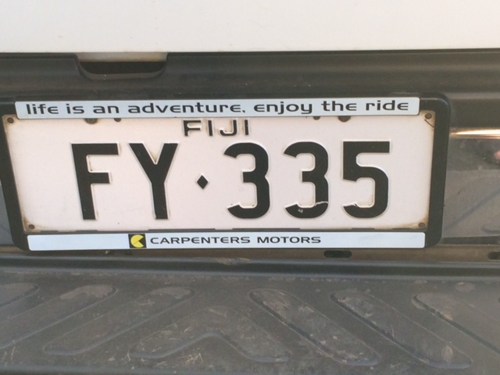 life is an adventure. enjoy the ride
FIJI
FY·335
CARPENTERS MOTORS